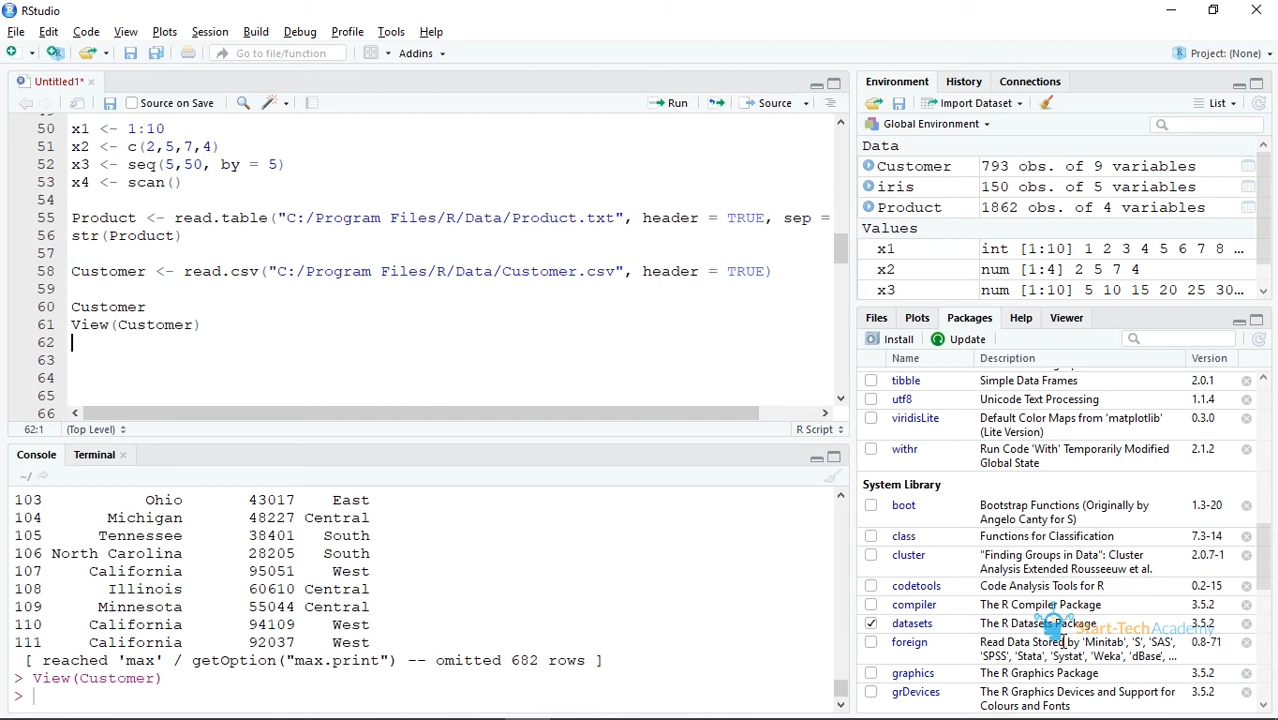 RStudio
File Edit Code View Plots Session Build Debug Profile Tools Help
Go to file/function Addins Project: (None)
Untitled1*
Source on Save Run Source
50 x1 <- 1:10
51 x2 <- c(2,5,7,4)
52 x3 <- seq(5,50, by = 5)
53 x4 <- scan()
54
55 Product <- read.table("C:/Program Files/R/Data/Product.txt", header = TRUE, sep =
56 str(Product)
57
58 Customer <- read.csv("C:/Program Files/R/Data/Customer.csv", header = TRUE)
59
60 Customer
61 View(Customer)
62
63
64
65
66
62:1 (Top Level) R Script
Console Terminal
~/
103 Ohio 43017 East
104 Michigan 48227 Central
105 Tennessee 38401 South
106 North Carolina 28205 South
107 California 95051 West
108 Illinois 60610 Central
109 Minnesota 55044 Central
110 California 94109 West
111 California 92037 West
[ reached 'max' / getOption("max.print") -- omitted 682 rows ]
> View(Customer)
>
Environment History Connections
Import Dataset List
Global Environment
Data
Customer 793 obs. of 9 variables
iris 150 obs. of 5 variables
Product 1862 obs. of 4 variables
Values
x1 int [1:10] 1 2 3 4 5 6 7 8 ...
x2 num [1:4] 2 5 7 4
x3 num [1:10] 5 10 15 20 25 30...
Files Plots Packages Help Viewer
Install Update
Name Description Version
tibble Simple Data Frames 2.0.1
utf8 Unicode Text Processing 1.1.4
viridisLite Default Color Maps from 'matplotlib' 0.3.0
(Lite Version)
withr Run Code 'With' Temporarily Modified 2.1.2
Global State
System Library
boot Bootstrap Functions (Originally by 1.3-20
Angelo Canty for S)
class Functions for Classification 7.3-14
cluster "Finding Groups in Data": Cluster 2.0.7-1
Analysis Extended Rousseeuw et al.
codetools Code Analysis Tools for R 0.2-15
compiler The R Compiler Package 3.5.2
datasets The R Datasets Package 3.5.2
Start-Tech Academy
foreign Read Data Stored by 'Minitab', 'S', 'SAS', 0.8-71
'SPSS', 'Stata', 'Systat', 'Weka', 'dBase', ...
graphics The R Graphics Package 3.5.2
grDevices The R Graphics Devices and Support for 3.5.2
Colours and Fonts